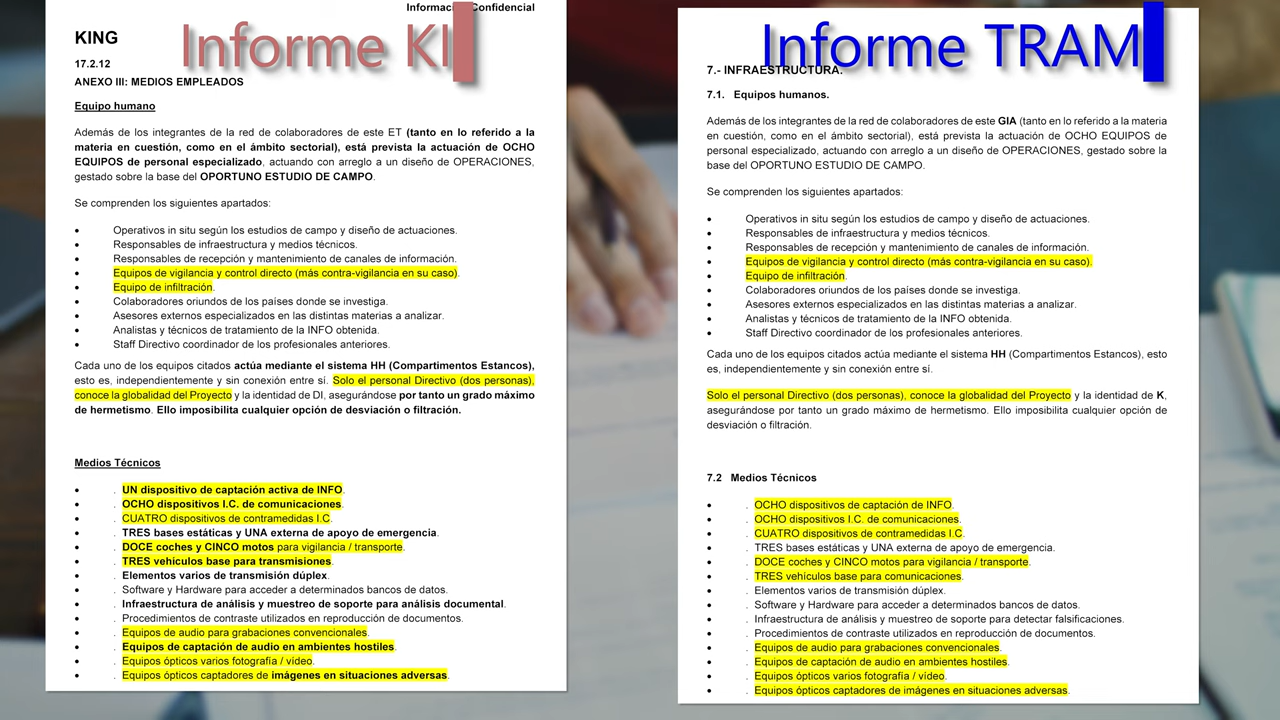 Informac Confidencial
Informe KI
KING
17.2.12
ANEXO III: MEDIOS EMPLEADOS
Equipo humano
Además de los integrantes de la red de colaboradores de este ET (tanto en lo referido a la
materia en cuestión, como en el ámbito sectorial), está prevista la actuación de OCHO
EQUIPOS de personal especializado, actuando con arreglo a un diseño de OPERACIONES,
gestado sobre la base del OPORTUNO ESTUDIO DE CAMPO.
Se comprenden los siguientes apartados:
• Operativos in situ según los estudios de campo y diseño de actuaciones.
• Responsables de infraestructura y medios técnicos.
• Responsables de recepción y mantenimiento de canales de información.
• Equipos de vigilancia y control directo (más contra-vigilancia en su caso).
• Equipo de infiltración.
• Colaboradores oriundos de los países donde se investiga.
• Asesores externos especializados en las distintas materias a analizar.
• Analistas y técnicos de tratamiento de la INFO obtenida.
• Staff Directivo coordinador de los profesionales anteriores.
Cada uno de los equipos citados actúa mediante el sistema HH (Compartimentos Estancos),
esto es, independientemente y sin conexión entre sí. Solo el personal Directivo (dos personas),
conoce la globalidad del Proyecto y la identidad de DI, asegurándose por tanto un grado máximo
de hermetismo. Ello imposibilita cualquier opción de desviación o filtración.
Medios Técnicos
• . UN dispositivo de captación activa de INFO.
• . OCHO dispositivos I.C. de comunicaciones.
• . CUATRO dispositivos de contramedidas I.C.
• . TRES bases estáticas y UNA externa de apoyo de emergencia.
• . DOCE coches y CINCO motos para vigilancia / transporte.
• . TRES vehiculos base para transmisiones.
• . Elementos varios de transmisión dúplex.
• . Software y Hardware para acceder a determinados bancos de datos.
• . Infraestructura de análisis y muestreo de soporte para análisis documental.
• . Procedimientos de contraste utilizados en reproducción de documentos.
• . Equipos de audio para grabaciones convencionales.
• . Equipos de captación de audio en ambientes hostiles.
• . Equipos ópticos varios fotografía / vídeo.
• . Equipos ópticos captadores de imágenes en situaciones adversas.
Informe TRAM
7.- INFRAESTRUCTURA.
7.1. Equipos humanos.
Además de los integrantes de la red de colaboradores de este GIA (tanto en lo referido a la materia
en cuestión, como en el ámbito sectorial), está prevista la actuación de OCHO EQUIPOS de
personal especializado, actuando con arreglo a un diseño de OPERACIONES, gestado sobre la
base del OPORTUNO ESTUDIO DE CAMPO.
Se comprenden los siguientes apartados:
• Operativos in situ según los estudios de campo y diseño de actuaciones.
• Responsables de infraestructura y medios técnicos.
• Responsables de recepción y mantenimiento de canales de información.
• Equipos de vigilancia y control directo (más contra-vigilancia en su caso).
• Equipo de infiltración.
• Colaboradores oriundos de los países donde se investiga.
• Asesores externos especializados en las distintas materias a analizar.
• Analistas y técnicos de tratamiento de la INFO obtenida.
• Staff Directivo coordinador de los profesionales anteriores.
Cada uno de los equipos citados actúa mediante el sistema HH (Compartimentos Estancos), esto
es, independientemente y sin conexión entre sí.
Solo el personal Directivo (dos personas), conoce la globalidad del Proyecto y la identidad de K,
asegurándose por tanto un grado máximo de hermetismo. Ello imposibilita cualquier opción de
desviación o filtración.
7.2 Medios Técnicos
• . OCHO dispositivos de captación de INFO.
• . OCHO dispositivos I.C. de comunicaciones.
• . CUATRO dispositivos de contramedidas I.C
• . TRES bases estáticas y UNA externa de apoyo de emergencia.
• . DOCE coches y CINCO motos para vigilancia / transporte.
• . TRES vehículos base para comunicaciones.
• . Elementos varios de transmisión dúplex.
• . Software y Hardware para acceder a determinados bancos de datos.
• . Infraestructura de análisis y muestreo de soporte para detectar falsificaciones.
• . Procedimientos de contraste utilizados en reproducción de documentos.
• . Equipos de audio para grabaciones convencionales.
• . Equipos de captación de audio en ambientes hostiles.
• . Equipos ópticos varios fotografía / vídeo.
• . Equipos ópticos captadores de imágenes en situaciones adversas.